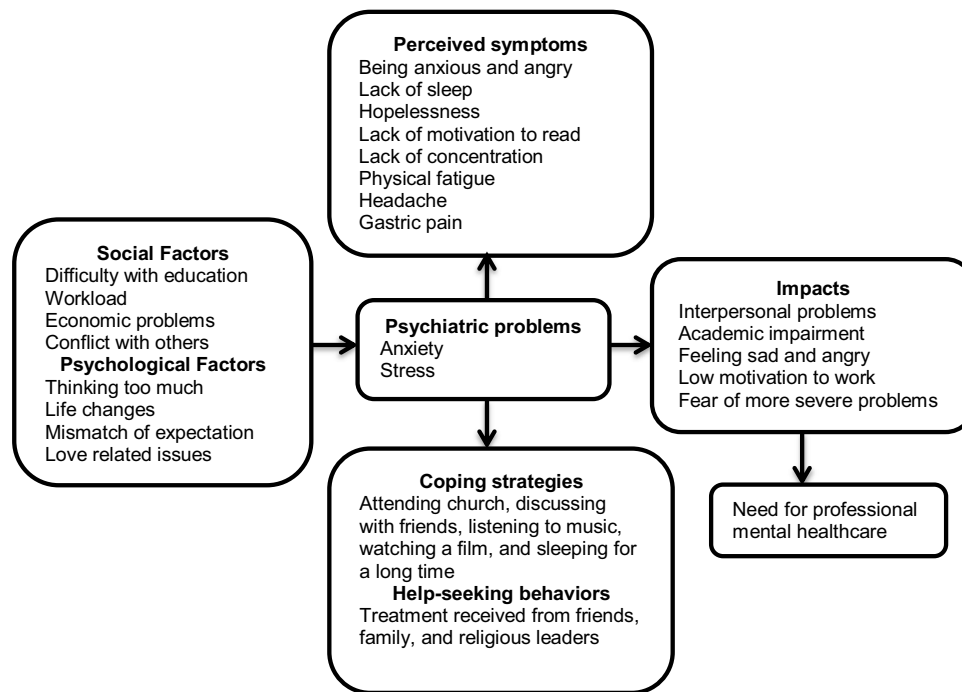 Perceived symptoms
Being anxious and angry
Lack of sleep
Hopelessness
Lack of motivation to read
Lack of concentration
Physical fatigue
Headache
Gastric pain
Social Factors
Difficulty with education
Workload
Economic problems
Conflict with others
Psychological Factors
Thinking too much
Life changes
Mismatch of expectation
Love related issues
Psychiatric problems
Anxiety
Stress
Impacts
Interpersonal problems
Academic impairment
Feeling sad and angry
Low motivation to work
Fear of more severe problems
Coping strategies
Attending church, discussing
with friends, listening to music,
watching a film, and sleeping for
a long time
Help-seeking behaviors
Treatment received from friends,
family, and religious leaders
Need for professional
mental healthcare